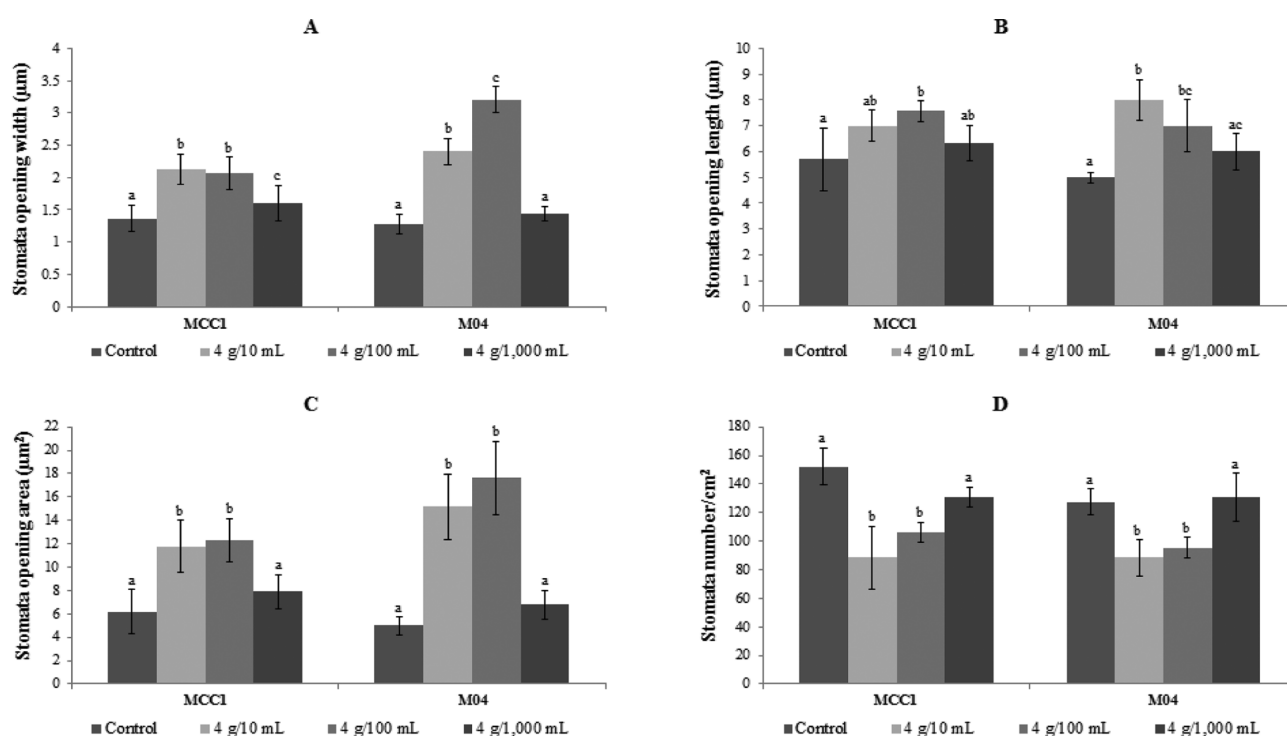 A
Stomata opening width (µm)
4
3.5
3
2.5
2
1.5
1
0.5
0
a
b
b
c
a
b
c
a
MCC1
M04
Control
4 g/10 mL
4 g/100 mL
4 g/1,000 mL
B
Stomata opening length (µm)
10
9
8
7
6
5
4
3
2
1
0
a
ab
b
ab
a
b
bc
ac
MCC1
M04
Control
4 g/10 mL
4 g/100 mL
4 g/1,000 mL
C
Stomata opening area (µm²)
22
20
18
16
14
12
10
8
6
4
2
0
a
b
b
a
a
b
b
a
MCC1
M04
Control
4 g/10 mL
4 g/100 mL
4 g/1,000 mL
D
Stomata number/cm²
180
160
140
120
100
80
60
40
20
0
a
b
b
a
a
b
b
a
MCC1
M04
Control
4 g/10 mL
4 g/100 mL
4 g/1,000 mL